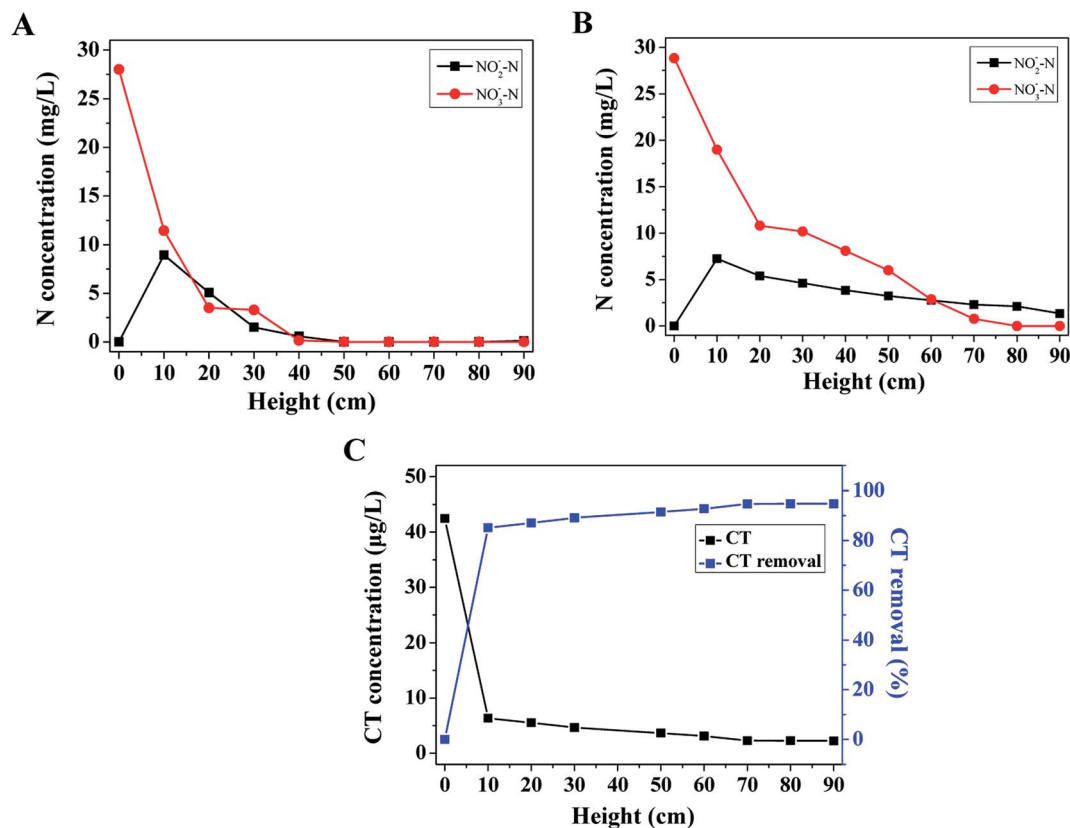 A
N concentration (mg/L)
30
25
20
15
10
5
0
NO₂⁻-N
NO₃⁻-N
0 10 20 30 40 50 60 70 80 90
Height (cm)
B
N concentration (mg/L)
30
25
20
15
10
5
0
NO₂⁻-N
NO₃⁻-N
0 10 20 30 40 50 60 70 80 90
Height (cm)
C
CT concentration (μg/L)
50
40
30
20
10
0
CT
CT removal
100
80
60
40
20
0
CT removal (%)
0 10 20 30 40 50 60 70 80 90
Height (cm)